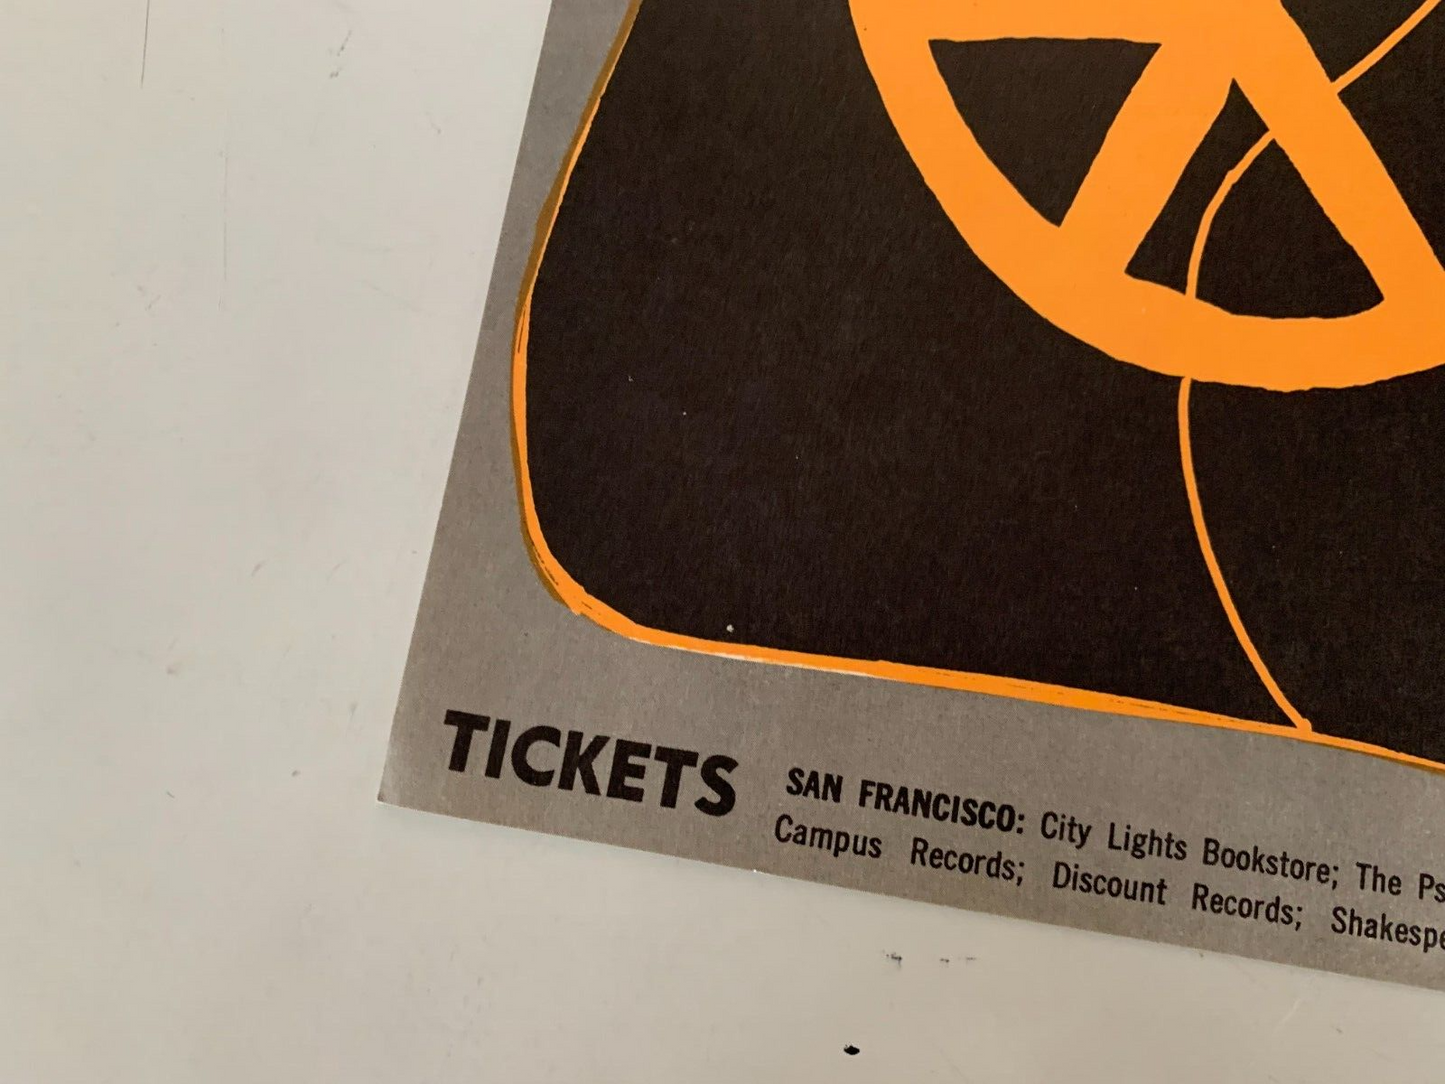 TICKETS
SAN FRANCISCO: City Lights Bookstore; The
Campus Records; Discount Records;